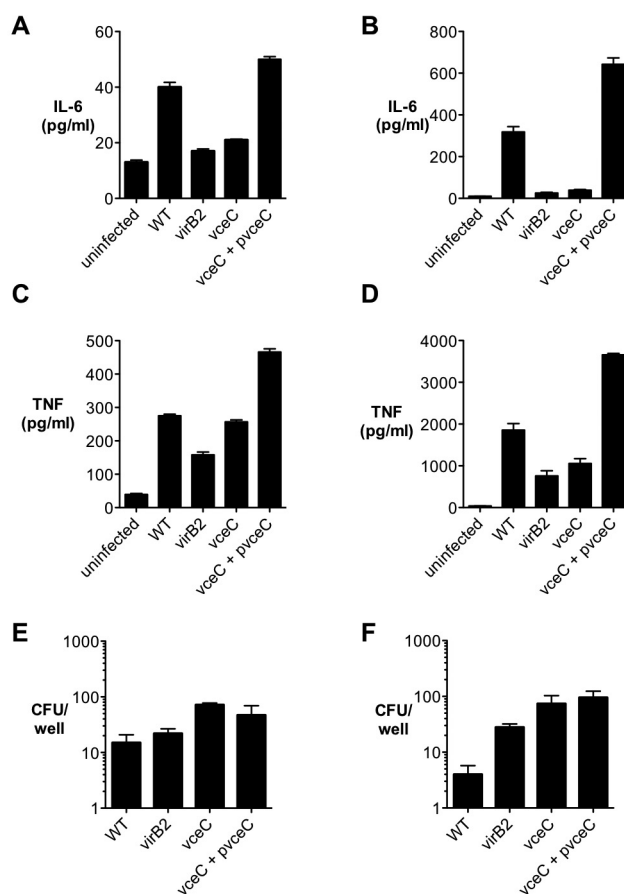 A
60
40
20
0
IL-6
(pg/ml)
uninfected
WT
virB2
vceC
vceC + pvceC
B
800
600
400
200
0
IL-6
(pg/ml)
uninfected
WT
virB2
vceC
vceC + pvceC
C
500
400
300
200
100
0
TNF
(pg/ml)
uninfected
WT
virB2
vceC
vceC + pvceC
D
4000
3000
2000
1000
0
TNF
(pg/ml)
uninfected
WT
virB2
vceC
vceC + pvceC
E
1000
100
10
1
CFU/
well
WT
virB2
vceC
vceC + pvceC
F
1000
100
10
1
CFU/
well
WT
virB2
vceC
vceC + pvceC